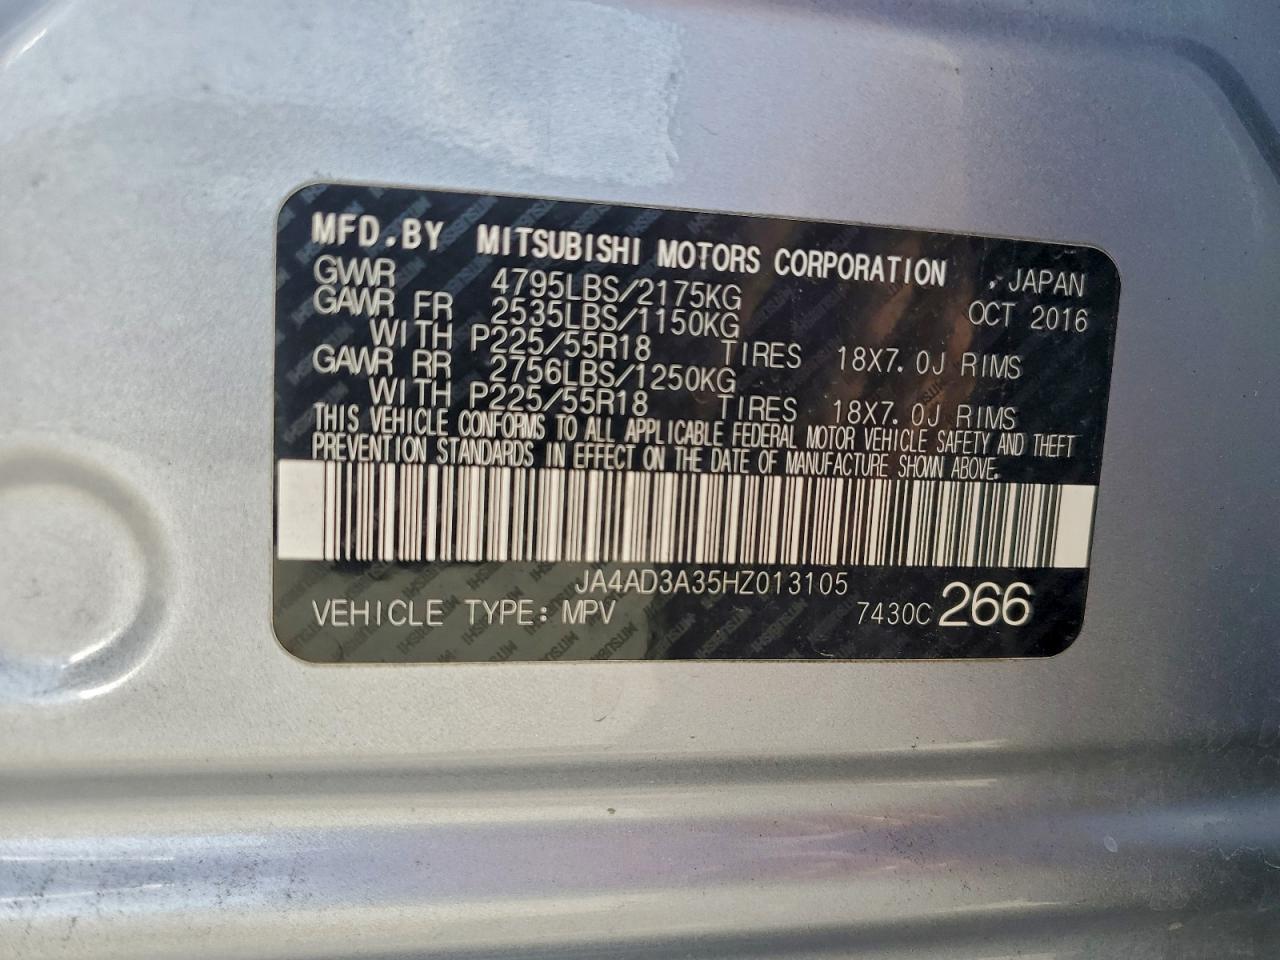 MFD.BY MITSUBISHI MOTORS CORPORATION , JAPAN
GVWR 4795LBS/2175KG OCT 2016
GAWR FR 2535LBS/1150KG
WITH P225/55R18 TIRES 18X7.0J RIMS
GAWR RR 2756LBS/1250KG
WITH P225/55R18 TIRES 18X7.0J RIMS
THIS VEHICLE CONFORMS TO ALL APPLICABLE FEDERAL MOTOR VEHICLE SAFETY AND THEFT
PREVENTION STANDARDS IN EFFECT ON THE DATE OF MANUFACTURE SHOWN ABOVE.
JA4AD3A35HZ013105
VEHICLE TYPE: MPV 7430C 266